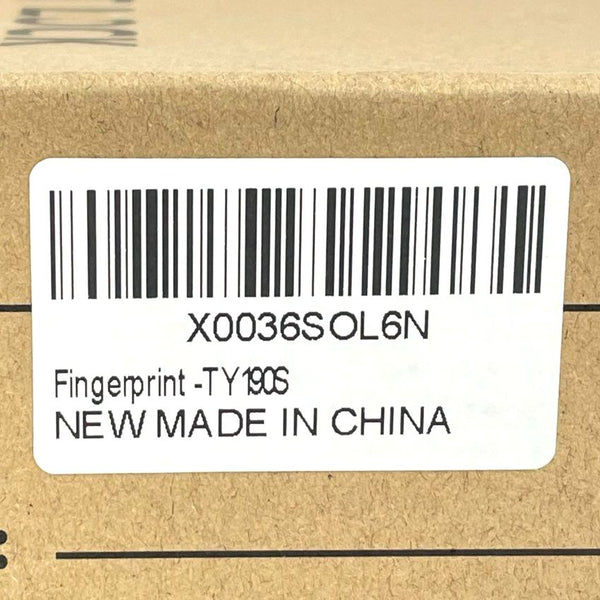 X0036SOL6N
Fingerprint -TY190S
NEW MADE IN CHINA